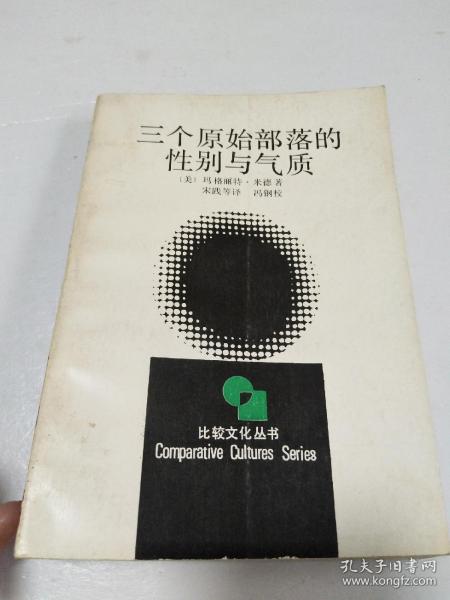 三个原始部落的
性别与气质
〔美〕玛格丽特·米德著
宋践等译 冯钢校
比较文化丛书
Comparative Cultures Series
孔夫子旧书网
www.kongfz.com